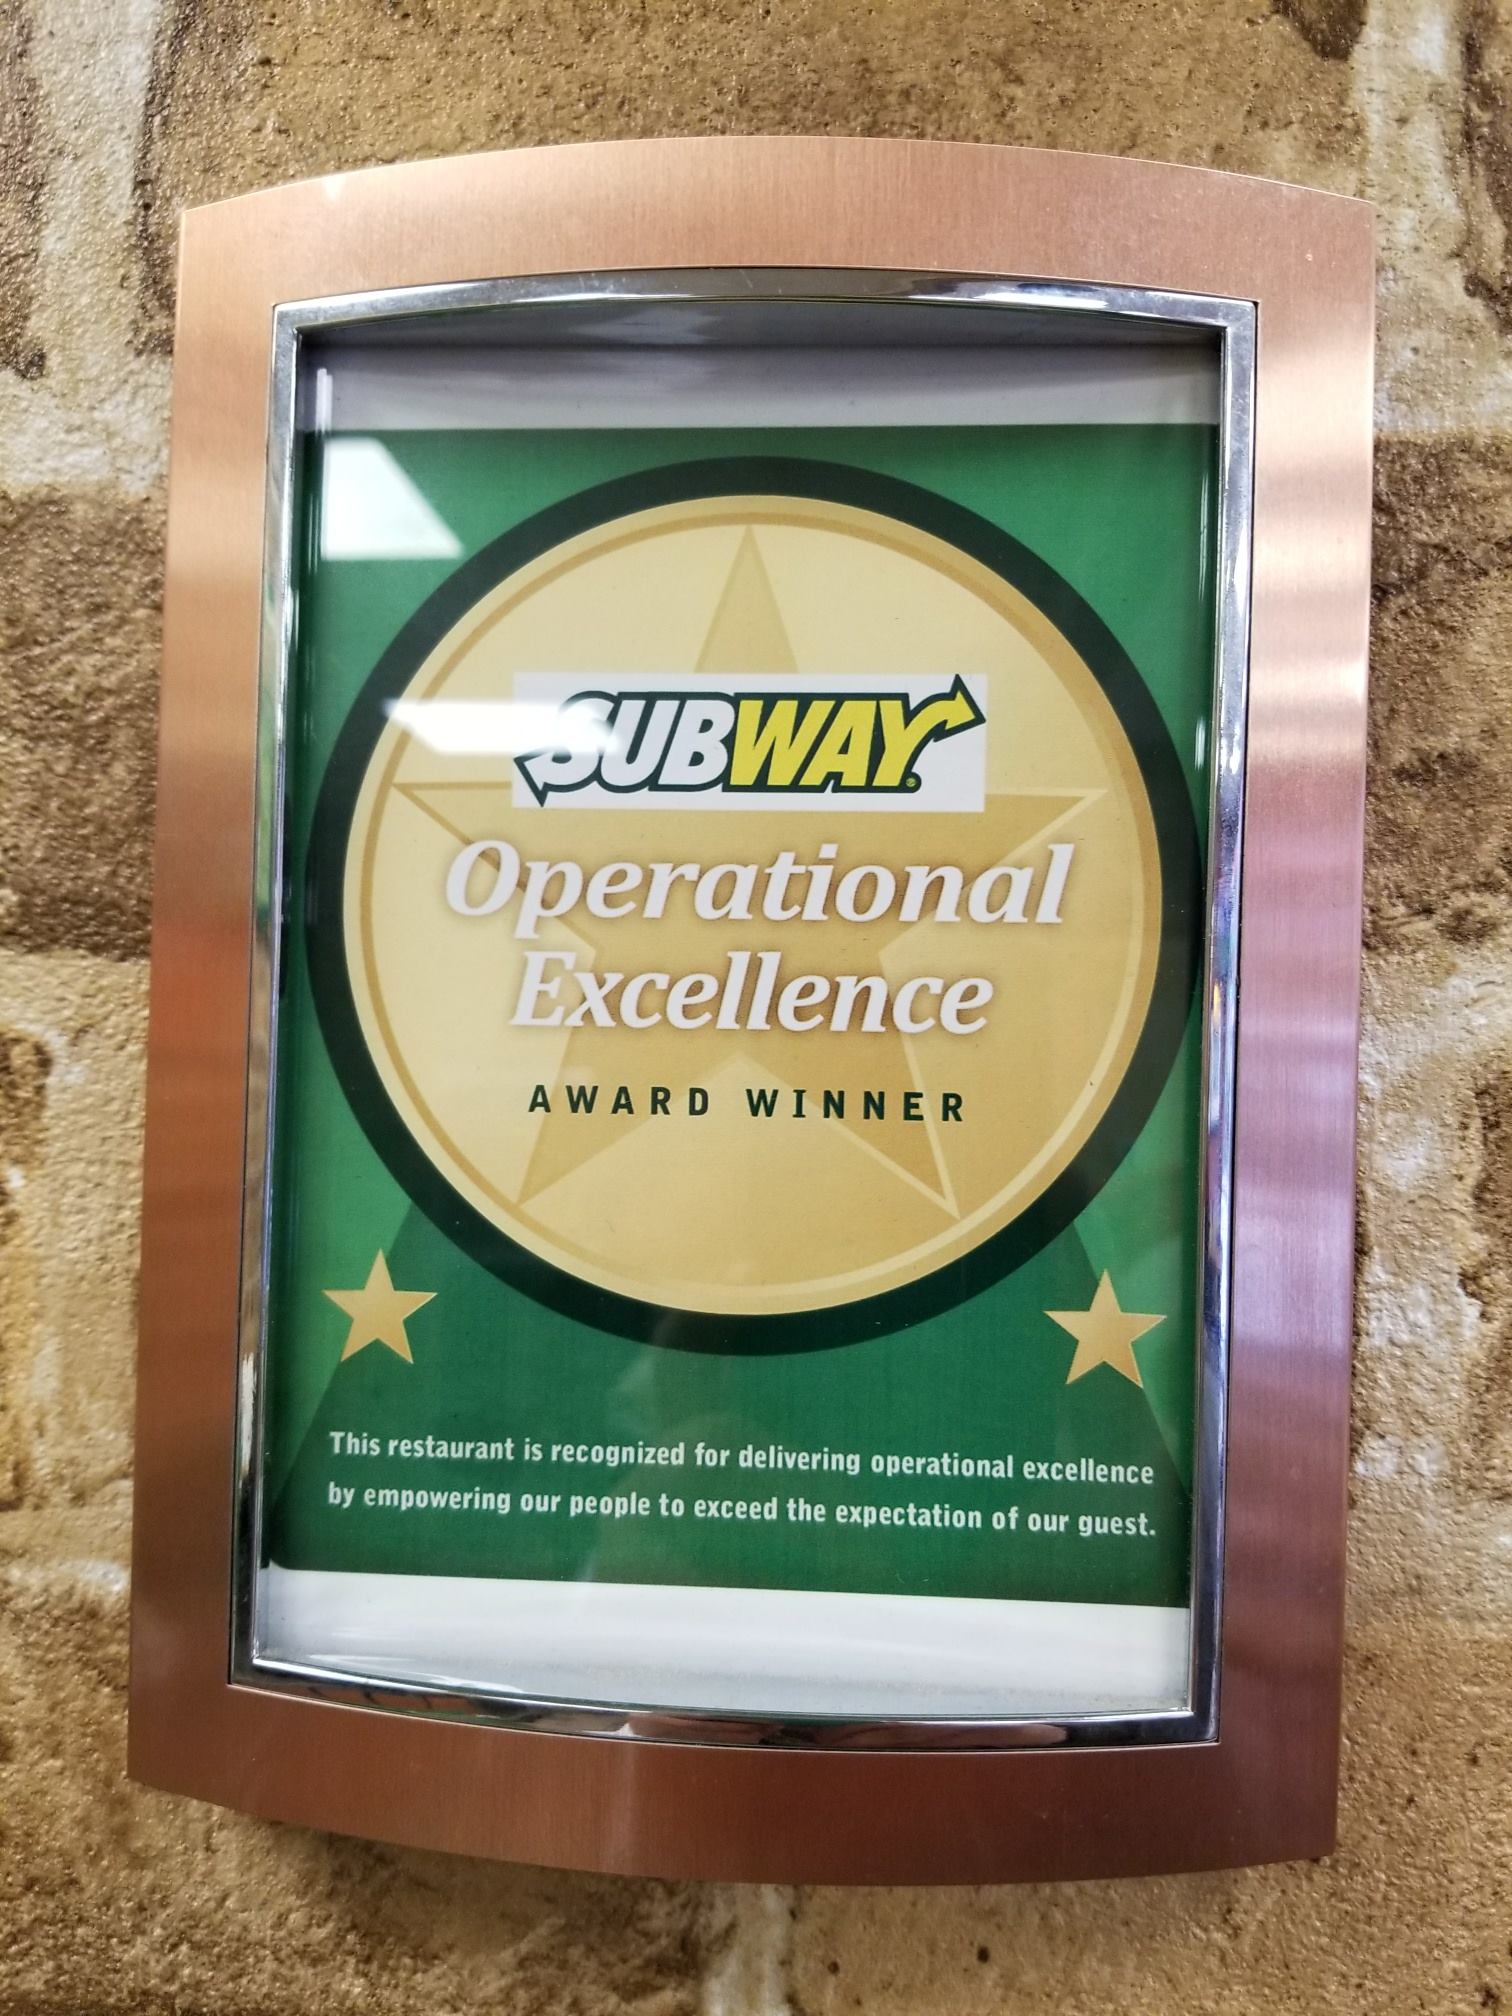 SUBWAY®
Operational
Excellence
AWARD WINNER
This restaurant is recognized for delivering operational excellence
by empowering our people to exceed the expectation of our guest.